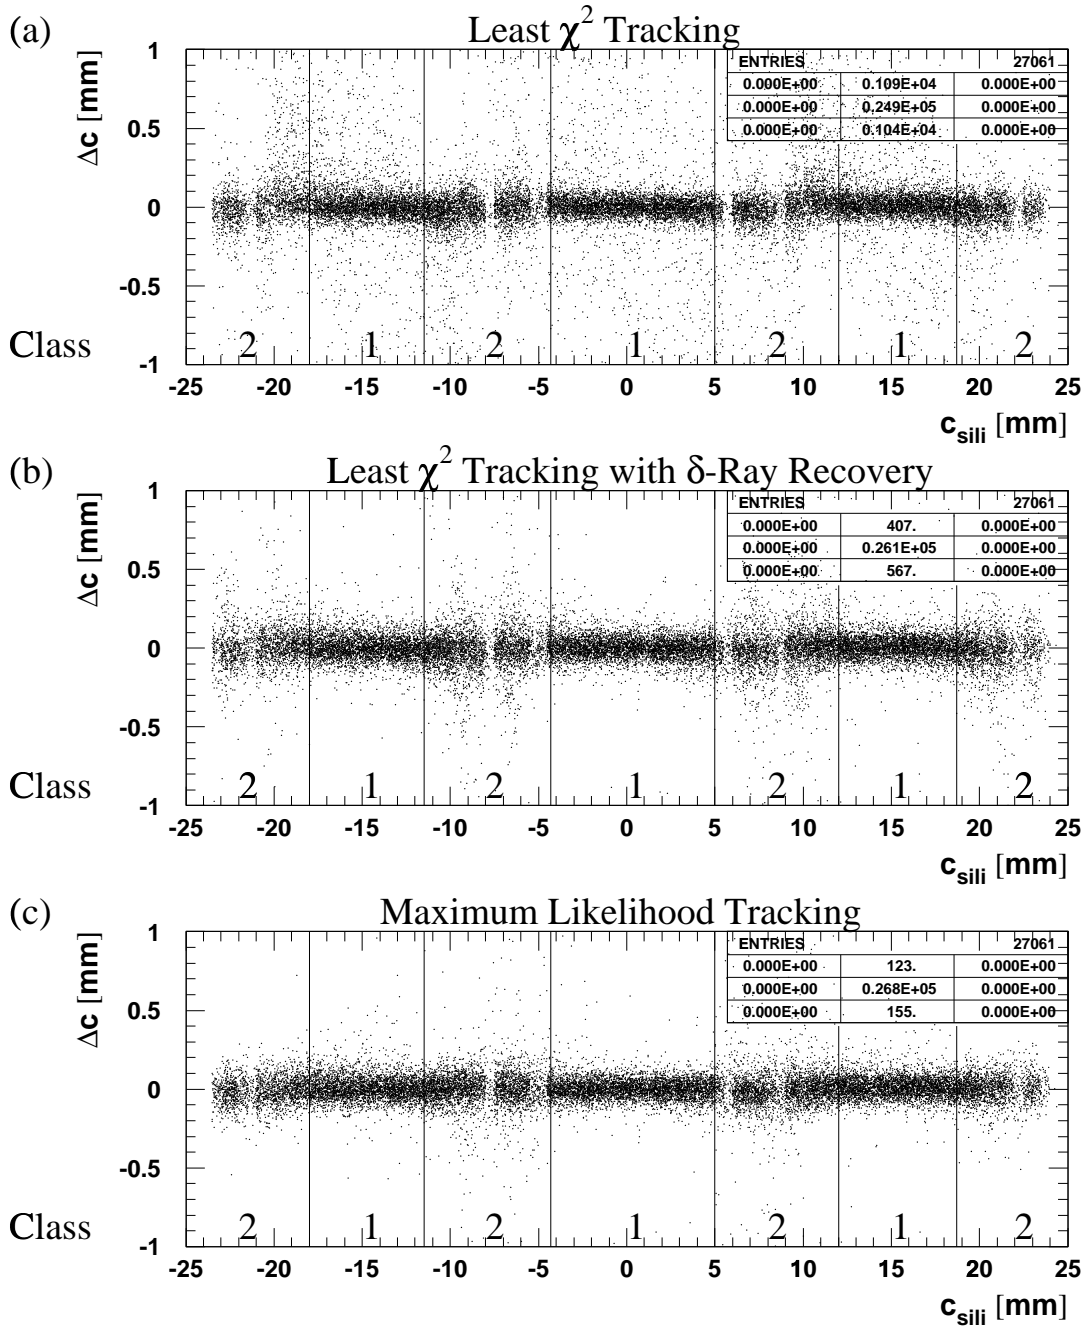 (a) Least χ² Tracking
Δc [mm]
1
0.5
0
-0.5
-1
ENTRIES 27061
0.000E+00 0.109E+04 0.000E+00
0.000E+00 0.249E+05 0.000E+00
0.000E+00 0.104E+04 0.000E+00
Class 2 1 2 1 2 1 2
-25 -20 -15 -10 -5 0 5 10 15 20 25
c_sili [mm]
(b) Least χ² Tracking with δ-Ray Recovery
Δc [mm]
1
0.5
0
-0.5
-1
ENTRIES 27061
0.000E+00 407. 0.000E+00
0.000E+00 0.261E+05 0.000E+00
0.000E+00 567. 0.000E+00
Class 2 1 2 1 2 1 2
-25 -20 -15 -10 -5 0 5 10 15 20 25
c_sili [mm]
(c) Maximum Likelihood Tracking
Δc [mm]
1
0.5
0
-0.5
-1
ENTRIES 27061
0.000E+00 123. 0.000E+00
0.000E+00 0.268E+05 0.000E+00
0.000E+00 155. 0.000E+00
Class 2 1 2 1 2 1 2
-25 -20 -15 -10 -5 0 5 10 15 20 25
c_sili [mm]